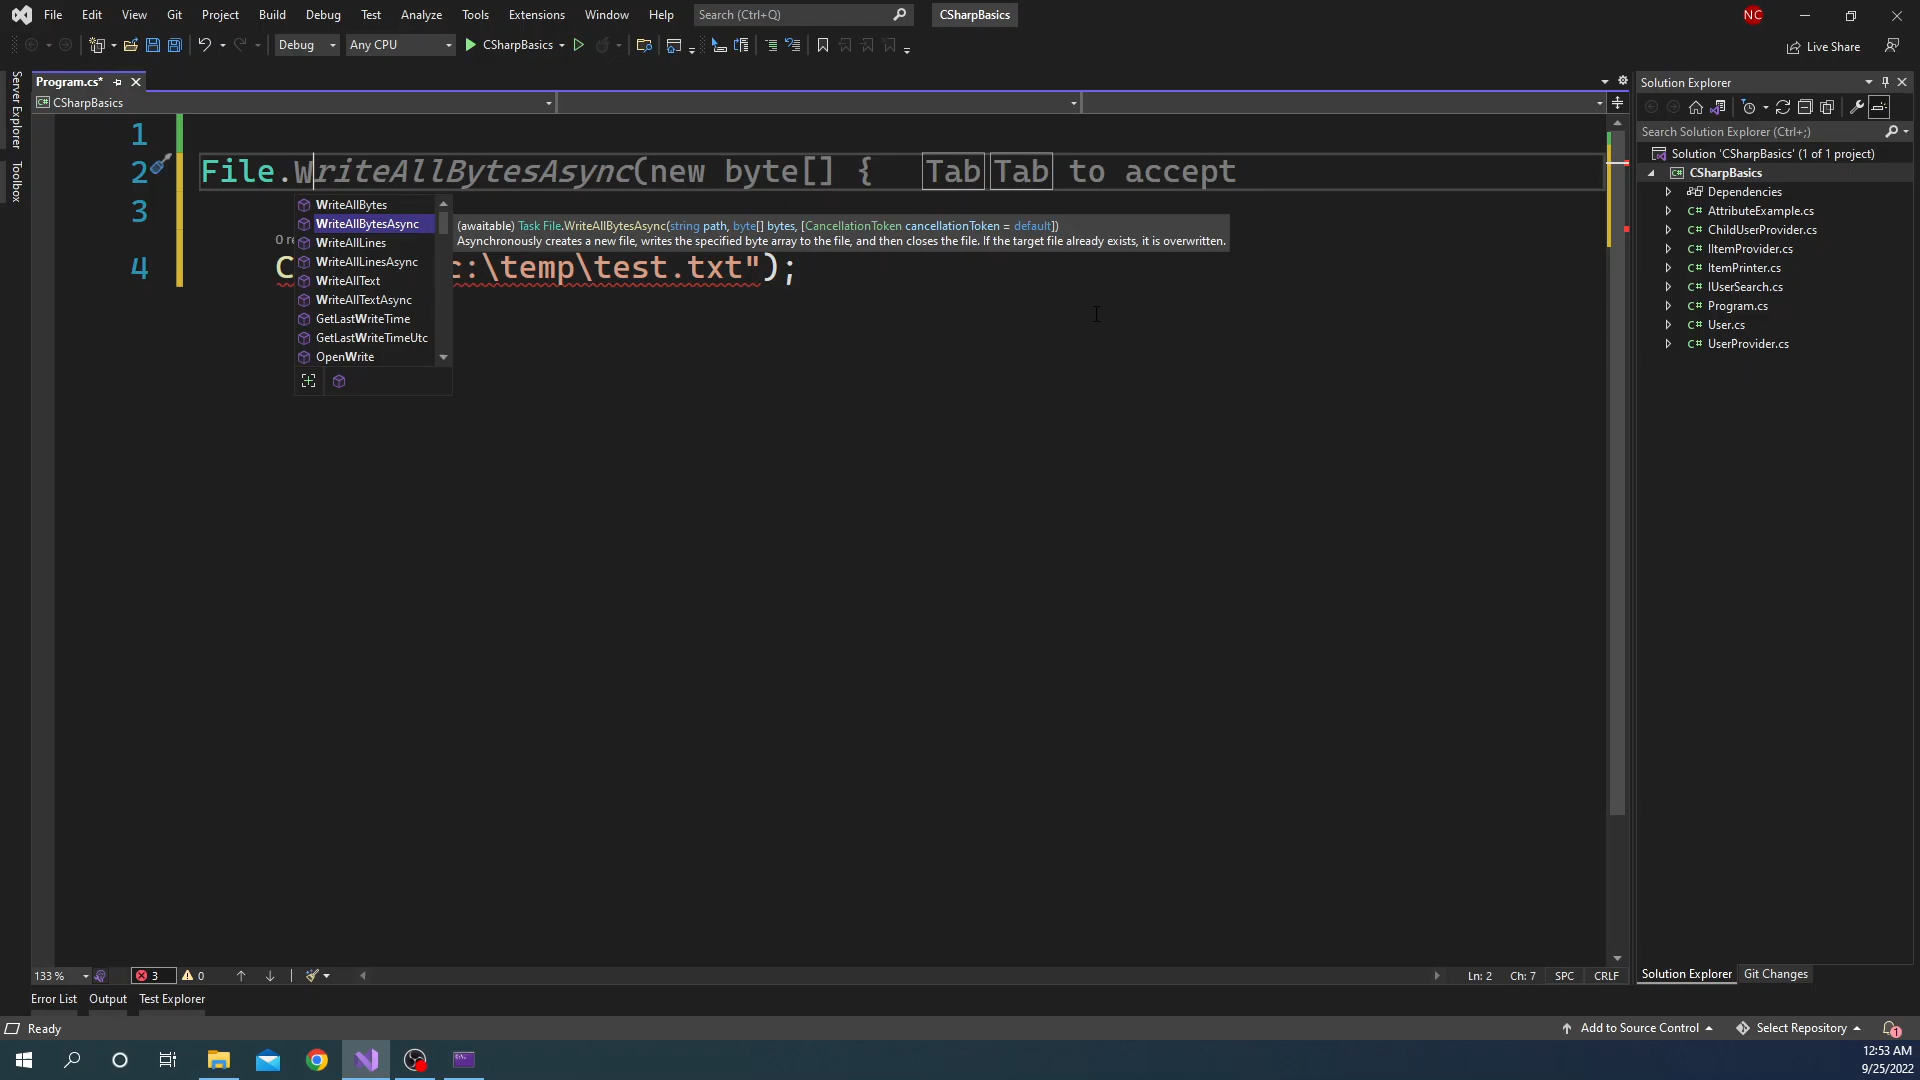 File Edit View Git Project Build Debug Test Analyze Tools Extensions Window Help Search (Ctrl+Q) CSharpBasics NC
Debug Any CPU CSharpBasics Live Share
Server Explorer
Toolbox
Program.cs*
CSharpBasics
1
2 File.WriteAllBytesAsync(new byte[] { Tab Tab to accept
3
0 re
4 C c:\temp\test.txt");
WriteAllBytes
WriteAllBytesAsync
WriteAllLines
WriteAllLinesAsync
WriteAllText
WriteAllTextAsync
GetLastWriteTime
GetLastWriteTimeUtc
OpenWrite
(awaitable) Task File.WriteAllBytesAsync(string path, byte[] bytes, [CancellationToken cancellationToken = default])
Asynchronously creates a new file, writes the specified byte array to the file, and then closes the file. If the target file already exists, it is overwritten.
Solution Explorer
Search Solution Explorer (Ctrl+;)
Solution 'CSharpBasics' (1 of 1 project)
C# CSharpBasics
Dependencies
C# AttributeExample.cs
C# ChildUserProvider.cs
C# IItemProvider.cs
C# ItemPrinter.cs
C# IUserSearch.cs
C# Program.cs
C# User.cs
C# UserProvider.cs
133 % 3 0 Ln: 2 Ch: 7 SPC CRLF
Solution Explorer Git Changes
Error List Output Test Explorer
Ready Add to Source Control Select Repository 1
12:53 AM
9/25/2022